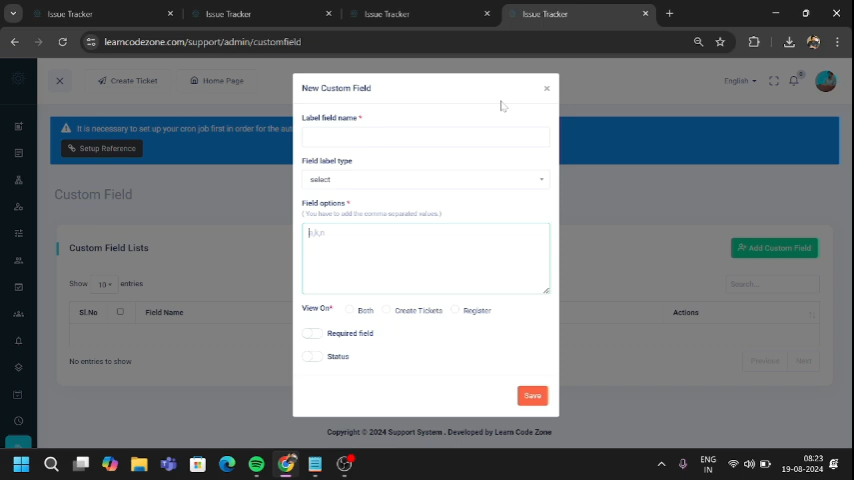 Issue Tracker
Issue Tracker
Issue Tracker
Issue Tracker
learncodezone.com/support/admin/customfield
Create Ticket
Home Page
English
0
It is necessary to set up your cron job first in order for the aut
Setup Reference
Custom Field
Custom Field Lists
Add Custom Field
Show 10 entries
Search...
Sl.No
Field Name
Actions
No entries to show
Previous
Next
New Custom Field
Label field name *
Field label type
select
Field options *
( You have to add the comma separated values.)
View On*
Both
Create Tickets
Register
Required field
Status
Save
Copyright © 2024 Support System . Developed by Learn Code Zone
ENG
IN
08:23
19-08-2024